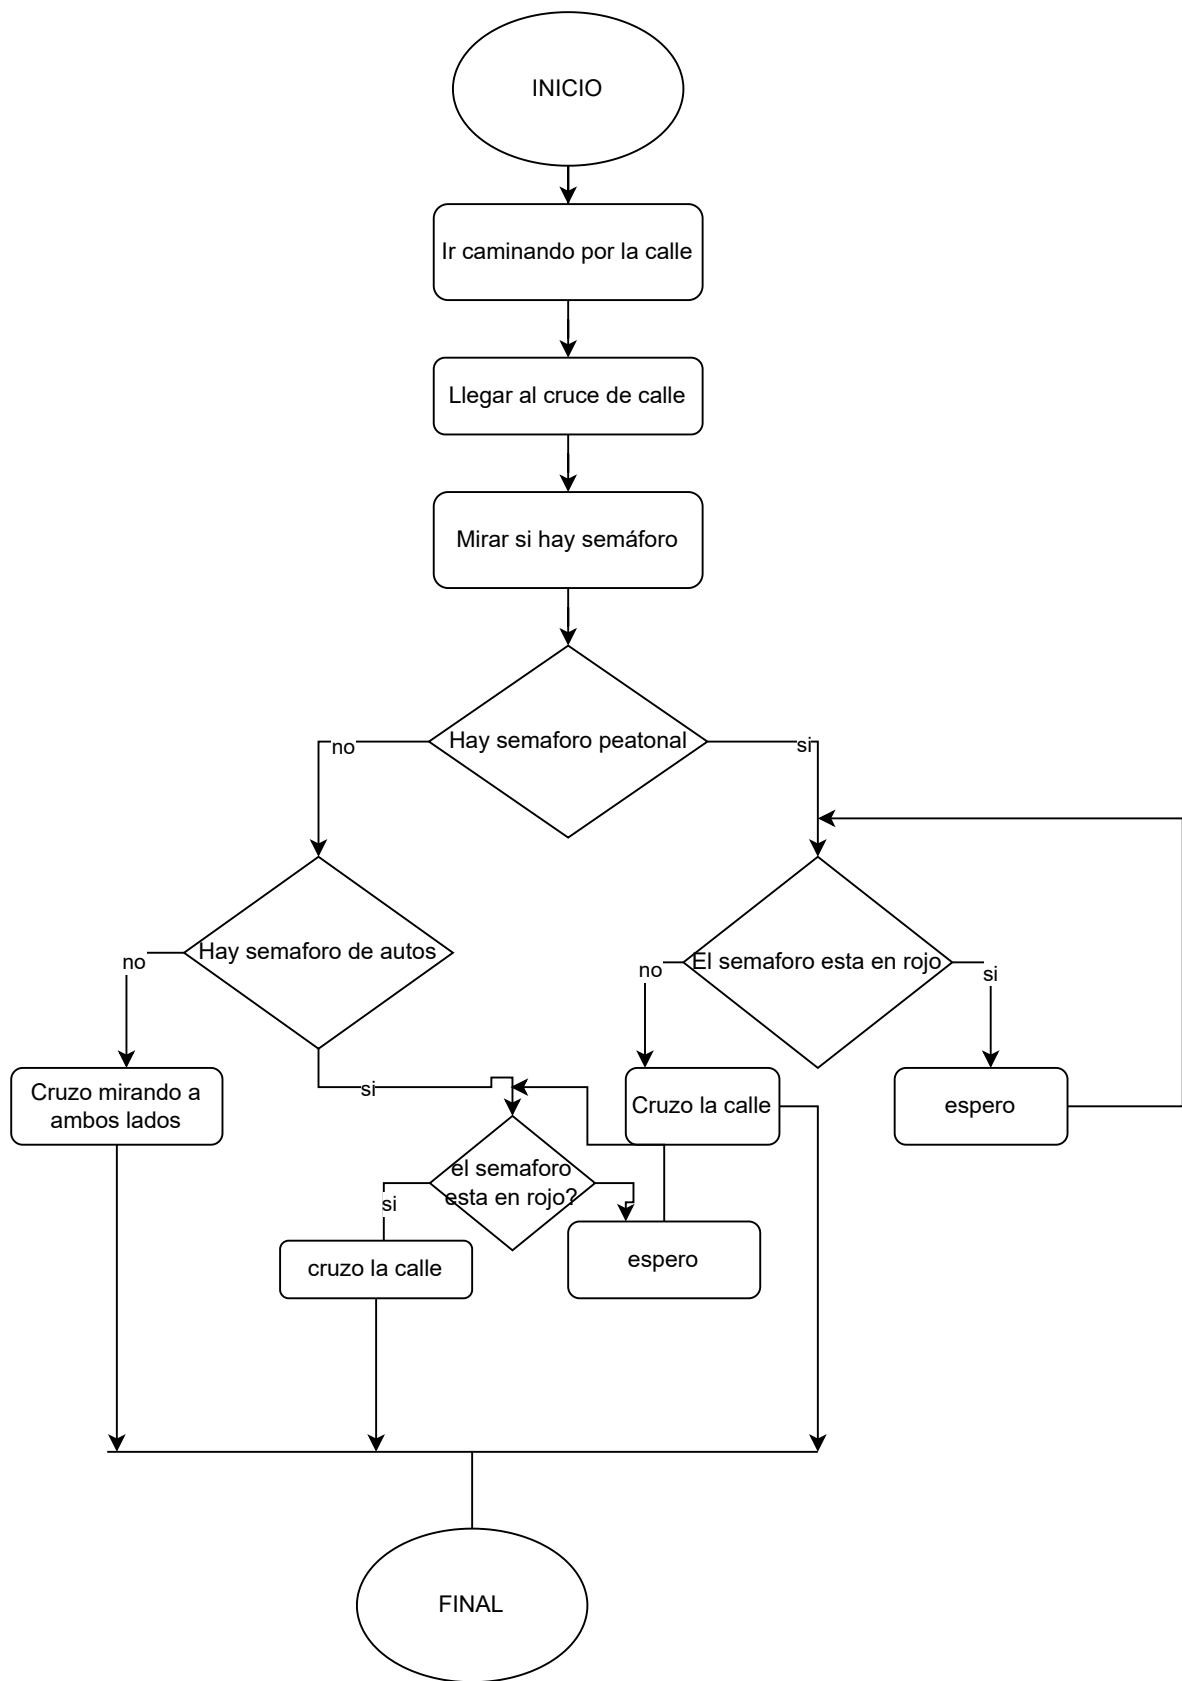 INICIO
Ir caminando por la calle
Llegar al cruce de calle
Mirar si hay semáforo
Hay semaforo peatonal
no
si
Hay semaforo de autos
El semaforo esta en rojo
no
no
si
Cruzo mirando a
ambos lados
si
Cruzo la calle
espero
el semaforo
esta en rojo?
si
cruzo la calle
espero
FINAL